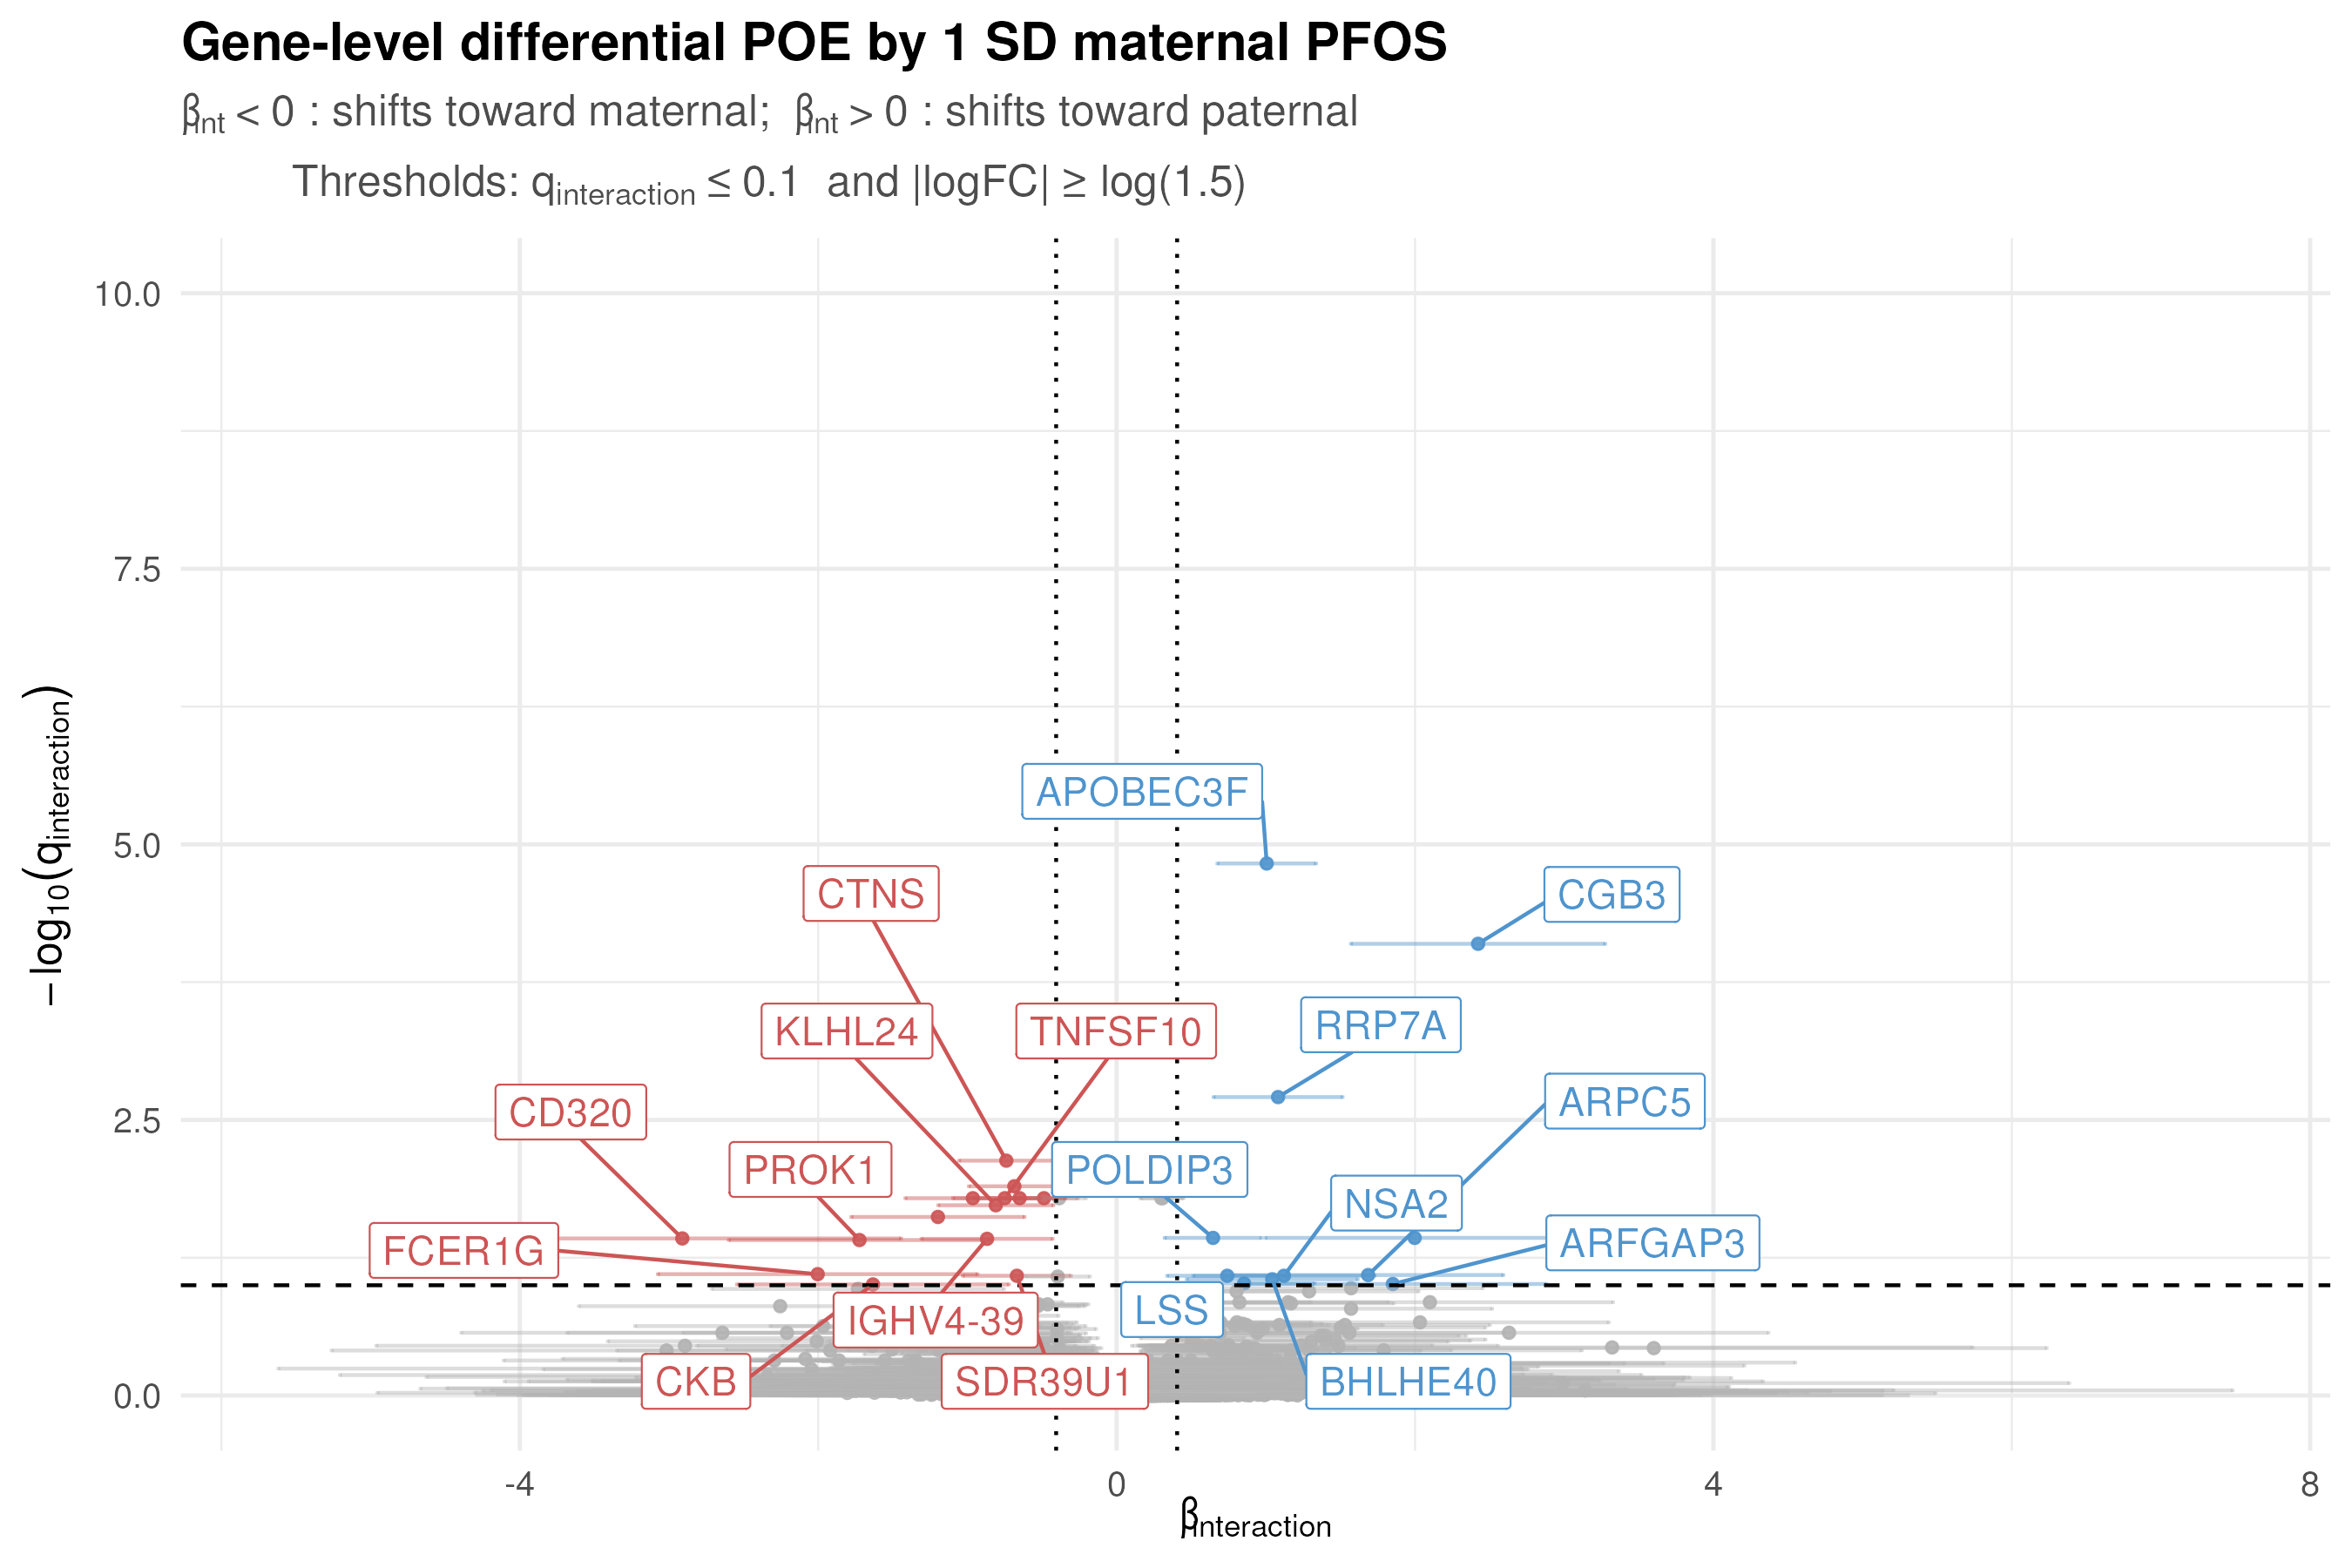 Gene-level differential POE by 1 SD maternal PFOS
βint < 0 : shifts toward maternal; βint > 0 : shifts toward paternal
Thresholds: qinteraction ≤ 0.1 and |logFC| ≥ log(1.5)
10.0
7.5
5.0
2.5
0.0
−log10(qinteraction)
APOBEC3F
CTNS
CGB3
KLHL24
TNFSF10
RRP7A
CD320
ARPC5
PROK1
POLDIP3
NSA2
FCER1G
ARFGAP3
IGHV4-39
LSS
CKB
SDR39U1
BHLHE40
-4
0
4
8
βinteraction